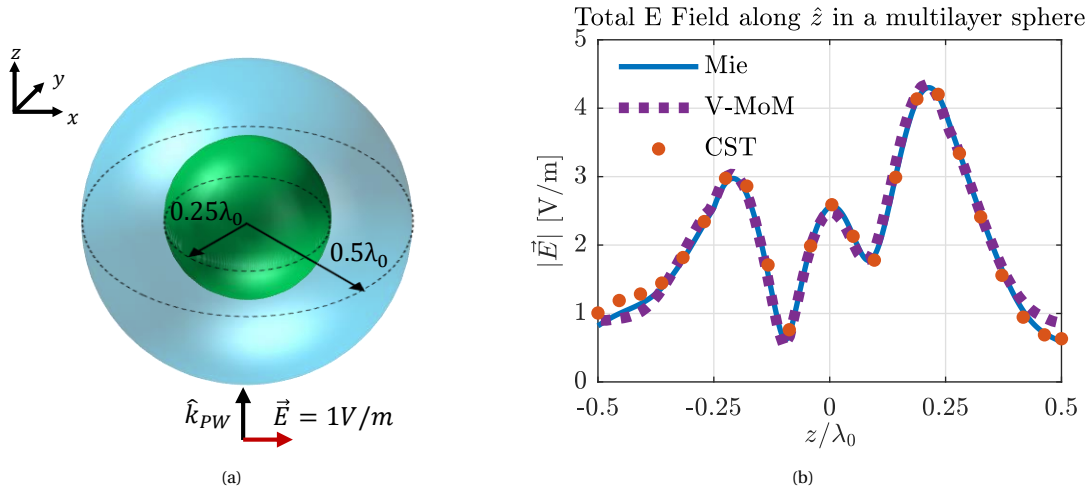 z
y
x
0.25λ₀
0.5λ₀
k̂_PW
E⃗ = 1V/m
(a)
Total E Field along ẑ in a multilayer sphere
|E⃗| [V/m]
5
4
3
2
1
0
Mie
V-MoM
CST
-0.5
-0.25
0
0.25
0.5
z/λ₀
(b)